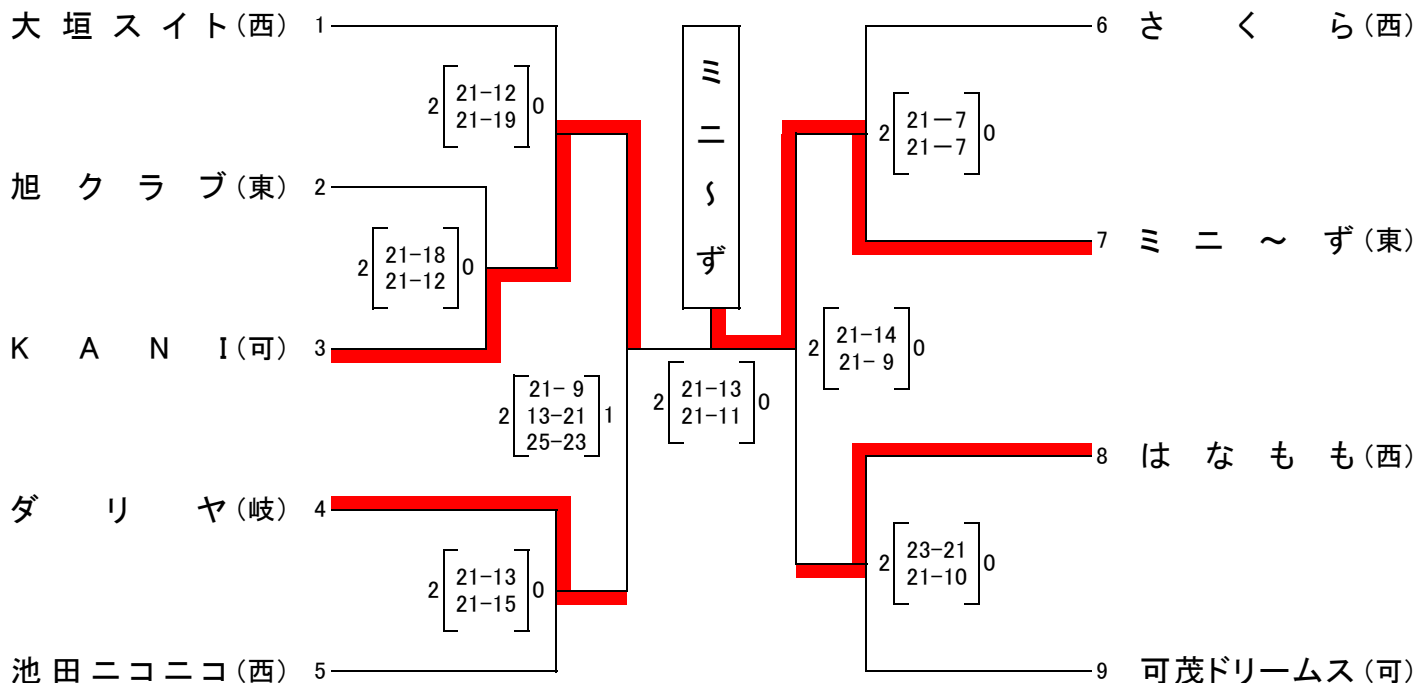 大垣スイト(西) 1
2 21-12 0
21-19
旭クラブ(東) 2
2 21-18 0
21-12
KANI(可) 3
2 21- 9 1
13-21
25-23
ダリヤ(岐) 4
2 21-13 0
21-15
池田ニコニコ(西) 5
ミニ~ず
2 21-13 0
21-11
6 さくら(西)
2 21-7 0
21-7
7 ミニ~ず(東)
2 21-14 0
21- 9
8 はなもも(西)
2 23-21 0
21-10
9 可茂ドリームス(可)